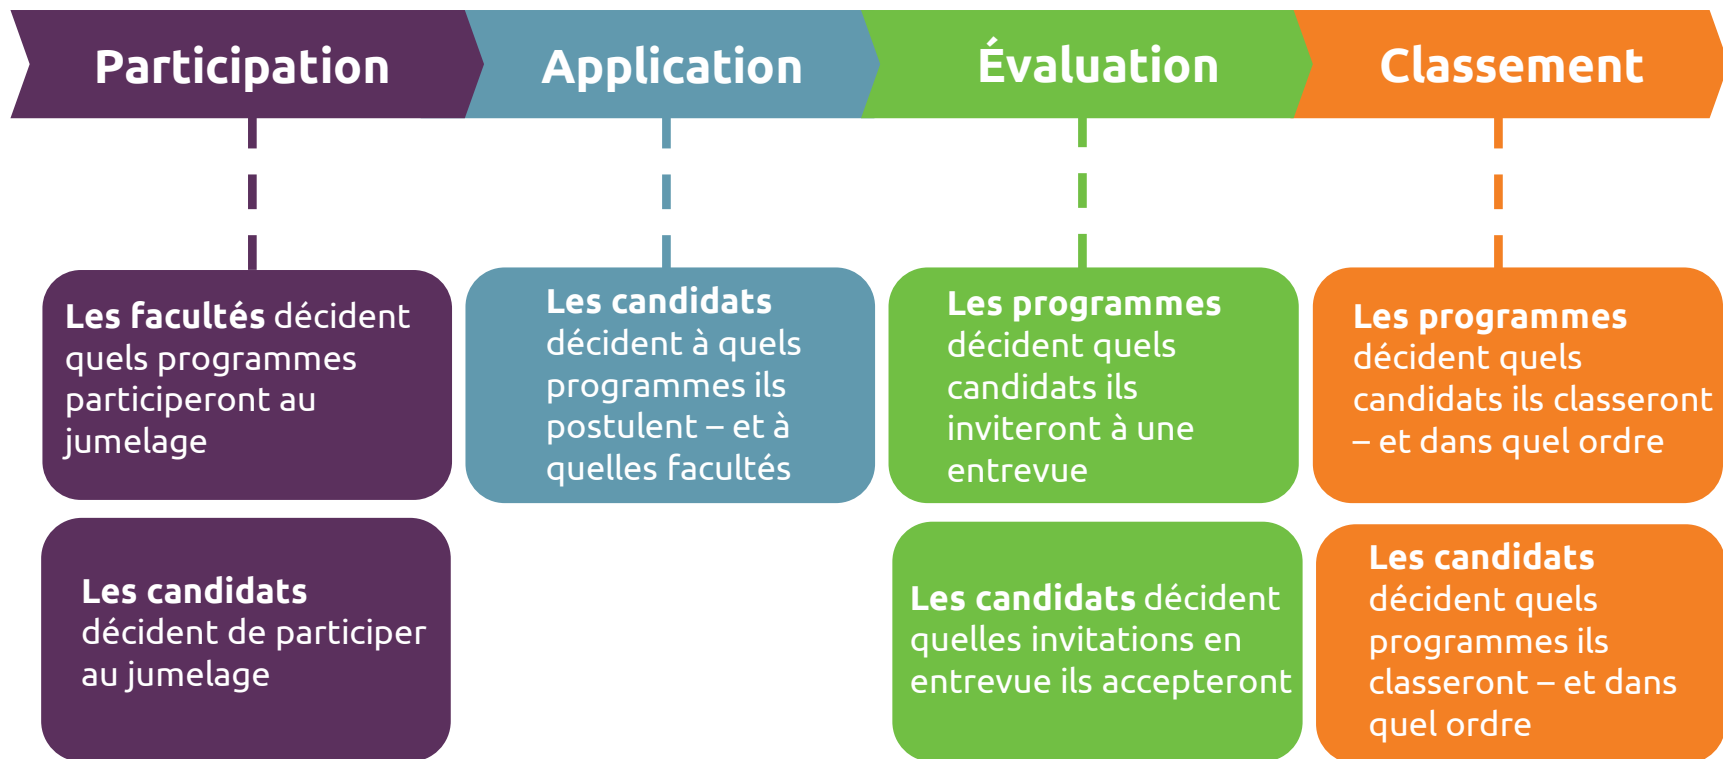 Participation
Application
Évaluation
Classement
Les facultés décident
quels programmes
participeront au
jumelage
Les candidats
décident de participer
au jumelage
Les candidats
décident à quels
programmes ils
postulent – et à
quelles facultés
Les programmes
décident quels
candidats ils
inviteront à une
entrevue
Les candidats décident
quelles invitations en
entrevue ils accepteront
Les programmes
décident quels
candidats ils classeront
– et dans quel ordre
Les candidats
décident quels
programmes ils
classeront – et dans
quel ordre